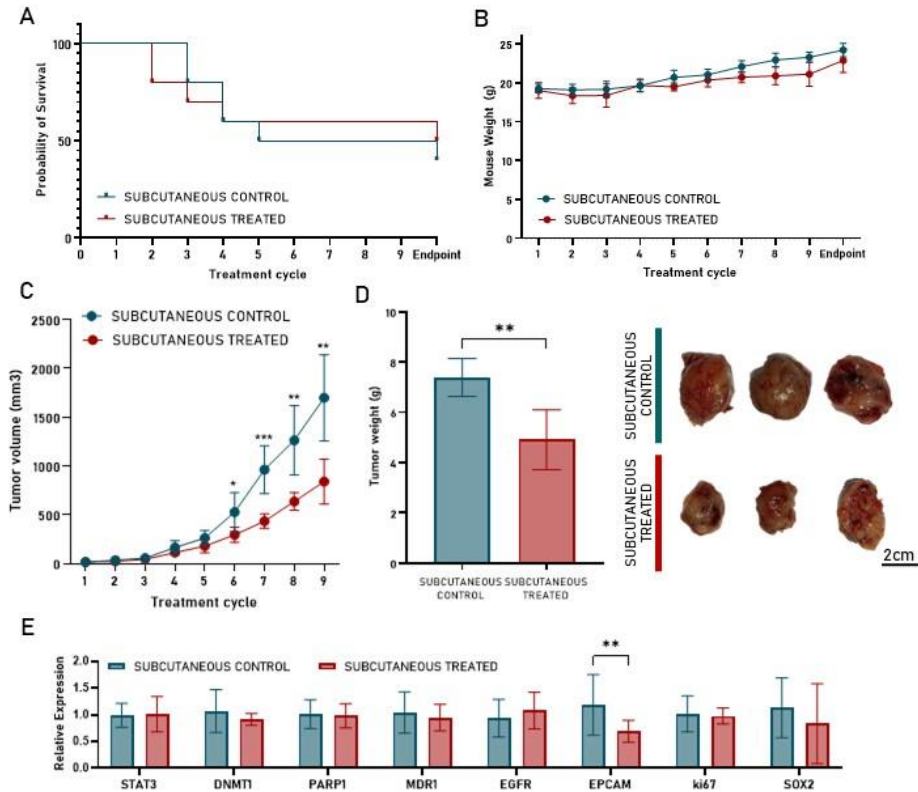 A
Probability of Survival
100
50
0
SUBCUTANEOUS CONTROL
SUBCUTANEOUS TREATED
0 1 2 3 4 5 6 7 8 9 Endpoint
Treatment cycle
B
Mouse Weight (g)
25
20
15
10
5
0
SUBCUTANEOUS CONTROL
SUBCUTANEOUS TREATED
1 2 3 4 5 6 7 8 9 Endpoint
Treatment cycle
C
SUBCUTANEOUS CONTROL
SUBCUTANEOUS TREATED
Tumor volume (mm3)
2500
2000
1500
1000
500
0
* *** ** **
1 2 3 4 5 6 7 8 9
Treatment cycle
D
Tumor weight (g)
10
8
6
4
2
0
**
SUBCUTANEOUS
CONTROL
SUBCUTANEOUS
TREATED
SUBCUTANEOUS
CONTROL
SUBCUTANEOUS
TREATED
2cm
E
Relative Expression
2.0
1.5
1.0
0.5
0.0
SUBCUTANEOUS CONTROL
SUBCUTANEOUS TREATED
**
STAT3 DNMT1 PARP1 MDR1 EGFR EPCAM ki67 SOX2